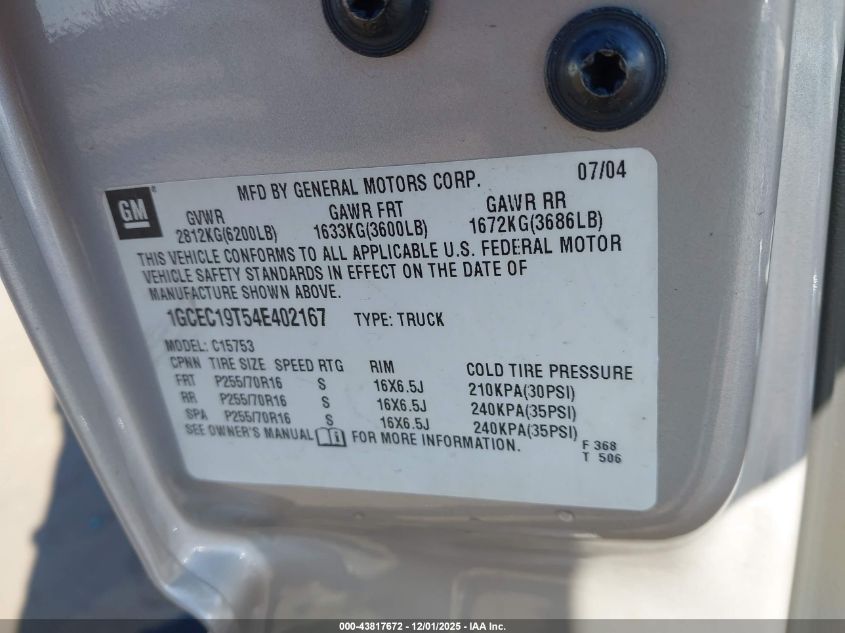 07/04
GM
MFD BY GENERAL MOTORS CORP.
GVWR GAWR FRT GAWR RR
2812KG(6200LB) 1633KG(3600LB) 1672KG(3686LB)
THIS VEHICLE CONFORMS TO ALL APPLICABLE U.S. FEDERAL MOTOR
VEHICLE SAFETY STANDARDS IN EFFECT ON THE DATE OF
MANUFACTURE SHOWN ABOVE.
1GCEC19T54E402167 TYPE: TRUCK
MODEL: C15753
CPNN TIRE SIZE SPEED RTG RIM COLD TIRE PRESSURE
FRT P255/70R16 S 16X6.5J 210KPA(30PSI)
RR P255/70R16 S 16X6.5J 240KPA(35PSI)
SPA P255/70R16 S 16X6.5J 240KPA(35PSI)
SEE OWNER'S MANUAL FOR MORE INFORMATION.
F 368
T 506
000-43817672 | 12/01/2025 - IAA Inc.